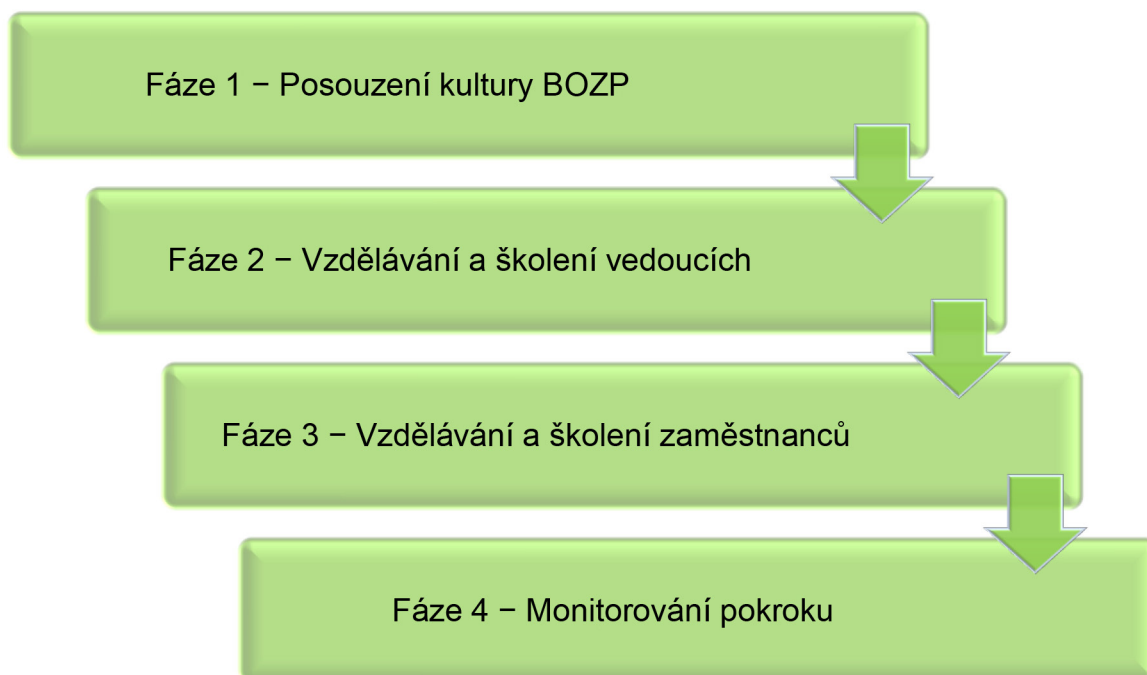 Fáze 1 − Posouzení kultury BOZP
Fáze 2 − Vzdělávání a školení vedoucích
Fáze 3 − Vzdělávání a školení zaměstnanců
Fáze 4 − Monitorování pokroku